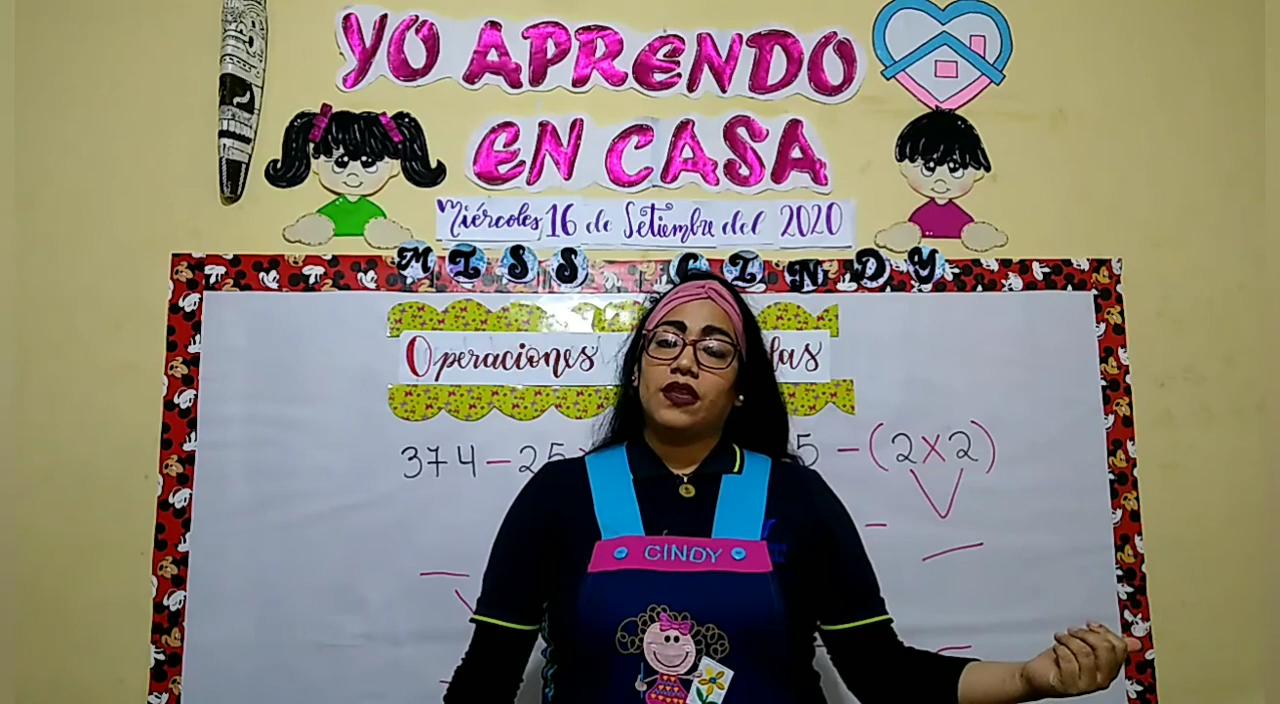 YO APRENDO
EN CASA
Miércoles 16 de Setiembre del 2020
MISS CINDY
Operaciones
374-25
5 -(2x2)
CINDY